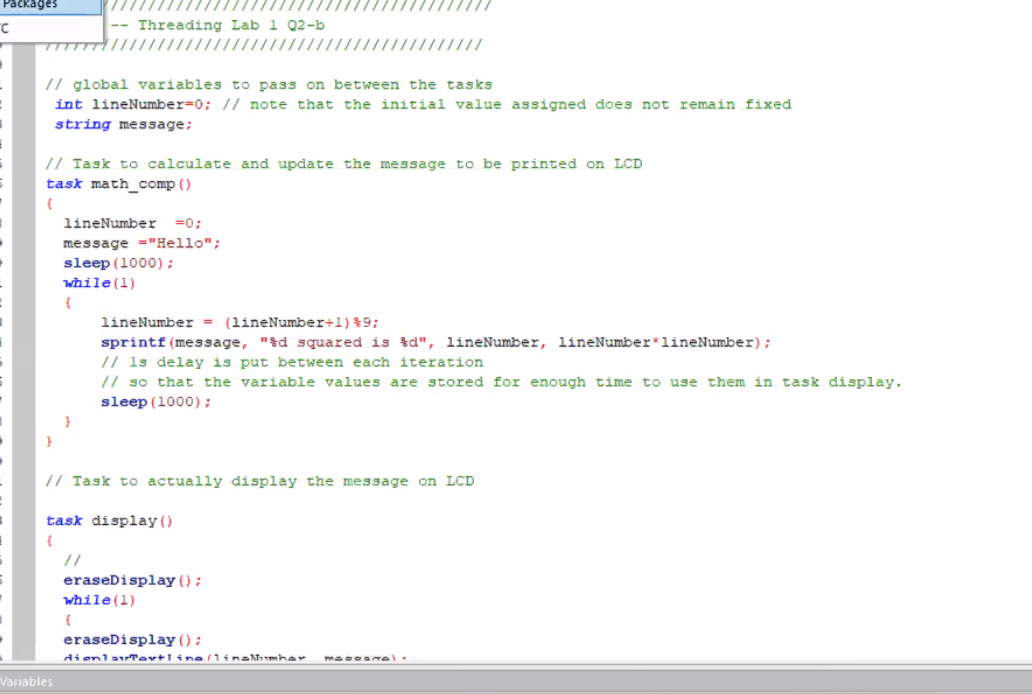 Packages
////////////////////////////////////////////
-- Threading Lab 1 Q2-b
///////////////////////////////////////////////
// global variables to pass on between the tasks
int lineNumber=0; // note that the initial value assigned does not remain fixed
string message;
// Task to calculate and update the message to be printed on LCD
task math_comp()
{
lineNumber  =0;
message ="Hello";
sleep(1000);
while(1)
{
lineNumber = (lineNumber+1)%9;
sprintf(message, "%d squared is %d", lineNumber, lineNumber*lineNumber);
// 1s delay is put between each iteration
// so that the variable values are stored for enough time to use them in task display.
sleep(1000);
}
}
// Task to actually display the message on LCD
task display()
{
//
eraseDisplay();
while(1)
{
eraseDisplay();
displayTextLine(lineNumber, message);
Variables